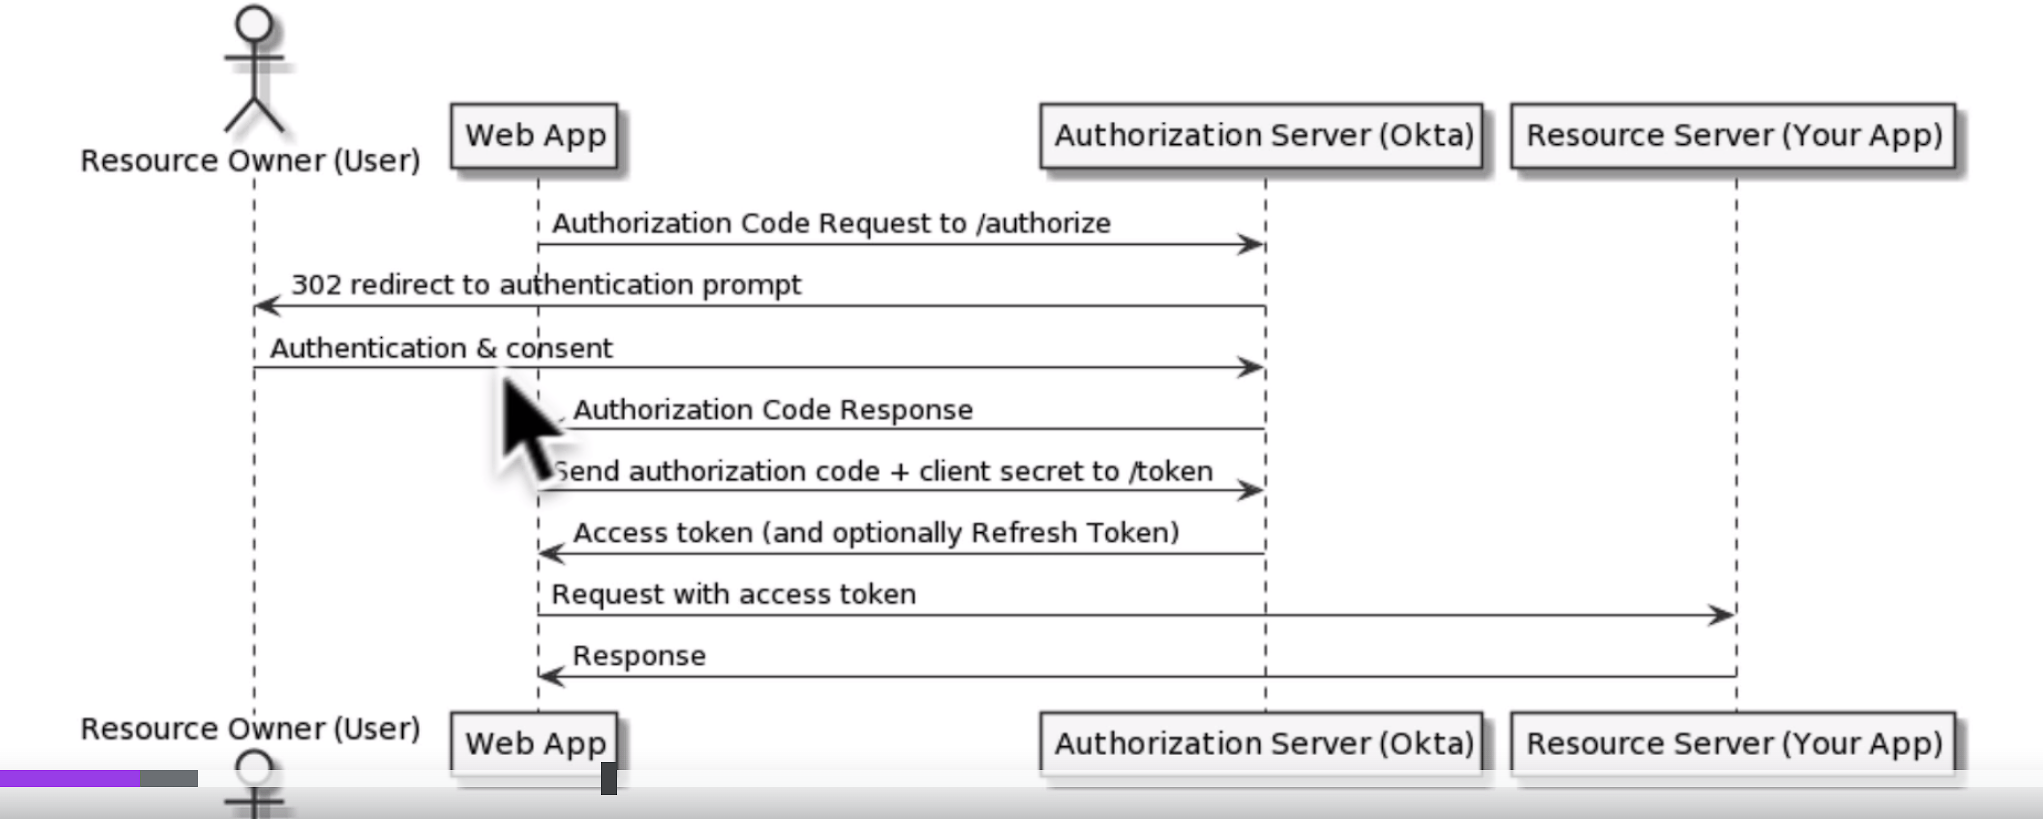 Resource Owner (User)
Web App
Authorization Server (Okta)
Resource Server (Your App)
Authorization Code Request to /authorize
302 redirect to authentication prompt
Authentication & consent
Authorization Code Response
Send authorization code + client secret to /token
Access token (and optionally Refresh Token)
Request with access token
Response
Resource Owner (User)
Web App
Authorization Server (Okta)
Resource Server (Your App)